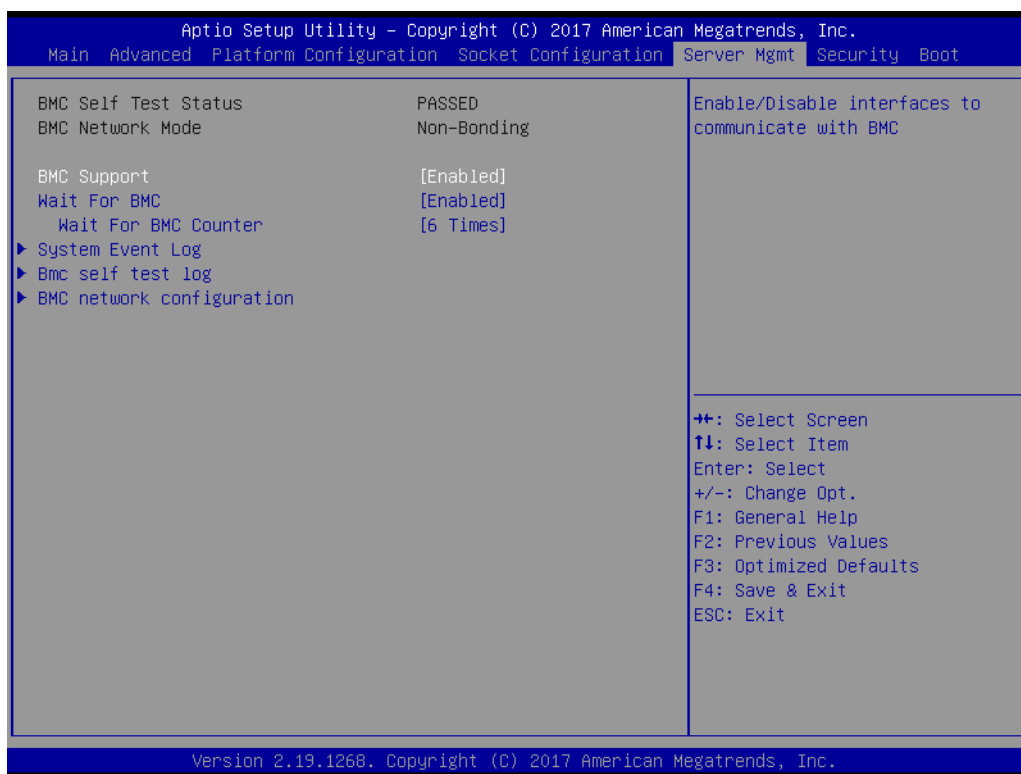 Aptio Setup Utility – Copyright (C) 2017 American Megatrends, Inc.
Main Advanced Platform Configuration Socket Configuration Server Mgmt Security Boot
BMC Self Test Status PASSED
BMC Network Mode Non-Bonding
BMC Support [Enabled]
Wait For BMC [Enabled]
Wait For BMC Counter [6 Times]
System Event Log
Bmc self test log
BMC network configuration
Enable/Disable interfaces to
communicate with BMC
→←: Select Screen
↑↓: Select Item
Enter: Select
+/-: Change Opt.
F1: General Help
F2: Previous Values
F3: Optimized Defaults
F4: Save & Exit
ESC: Exit
Version 2.19.1268. Copyright (C) 2017 American Megatrends, Inc.